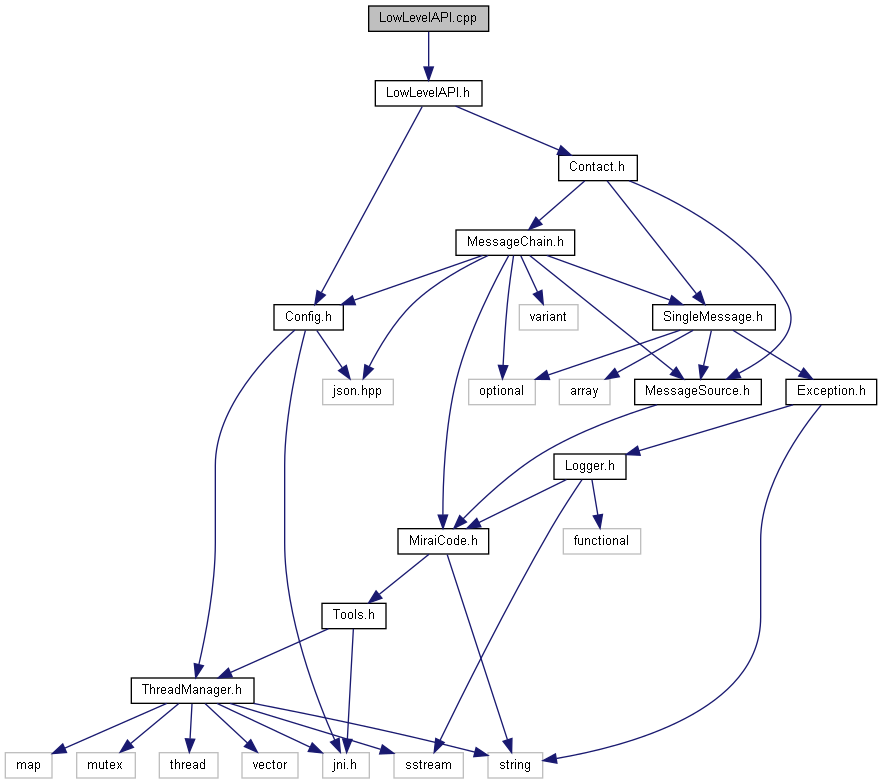 LowLevelAPI.cpp
LowLevelAPI.h
Contact.h
MessageChain.h
Config.h
variant
SingleMessage.h
json.hpp
optional
array
MessageSource.h
Exception.h
Logger.h
MiraiCode.h
functional
Tools.h
ThreadManager.h
map
mutex
thread
vector
jni.h
sstream
string